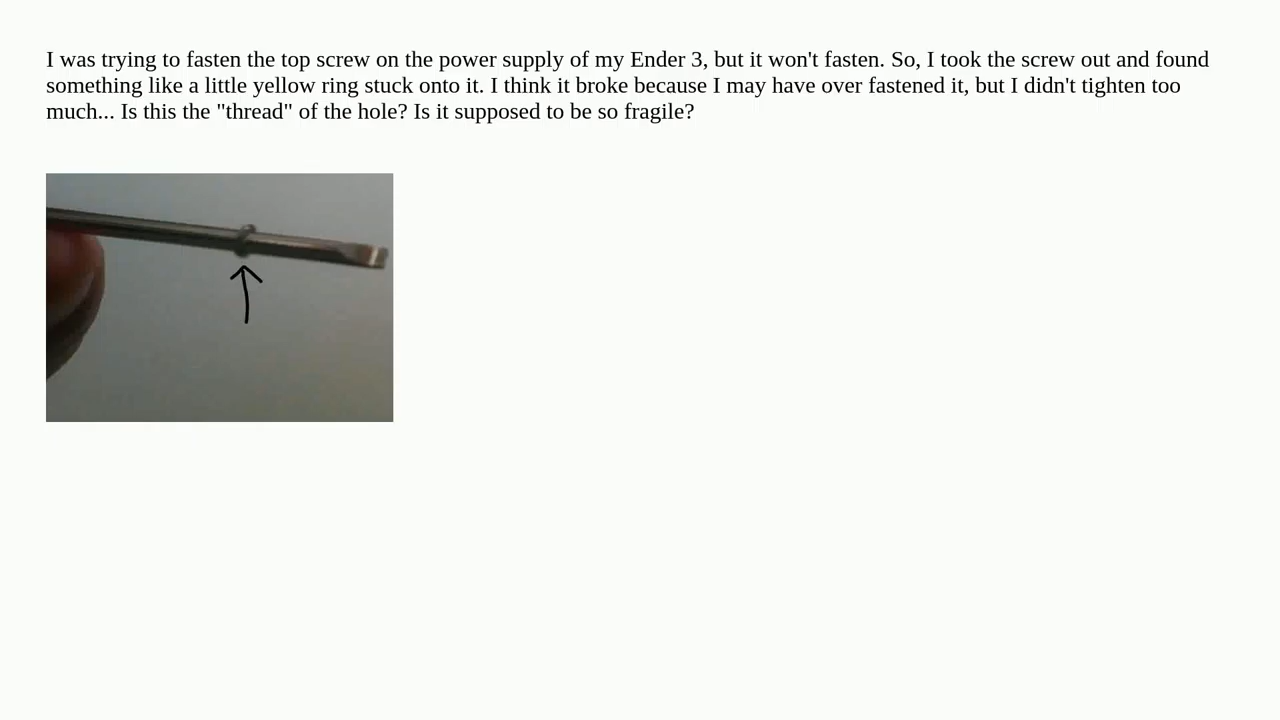 I was trying to fasten the top screw on the power supply of my Ender 3, but it won't fasten. So, I took the screw out and found
something like a little yellow ring stuck onto it. I think it broke because I may have over fastened it, but I didn't tighten too
much... Is this the "thread" of the hole? Is it supposed to be so fragile?